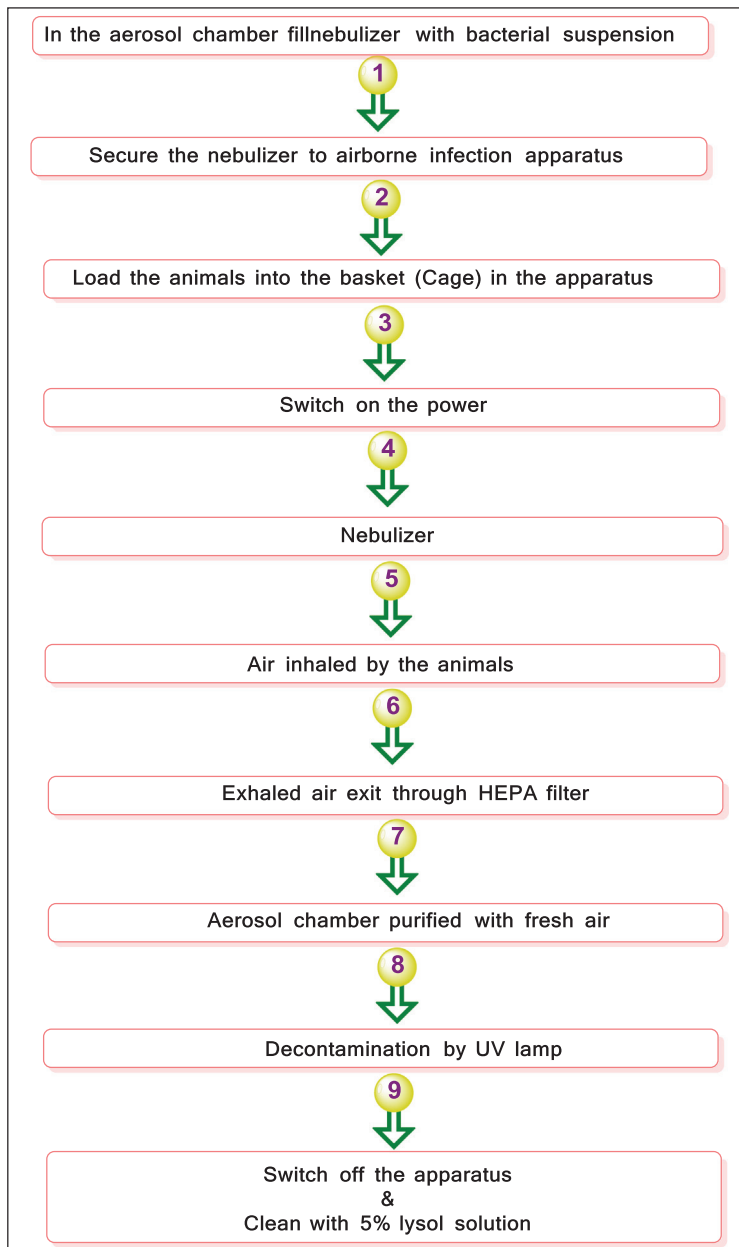 In the aerosol chamber fillnebulizer with bacterial suspension
1
Secure the nebulizer to airborne infection apparatus
2
Load the animals into the basket (Cage) in the apparatus
3
Switch on the power
4
Nebulizer
5
Air inhaled by the animals
6
Exhaled air exit through HEPA filter
7
Aerosol chamber purified with fresh air
8
Decontamination by UV lamp
9
Switch off the apparatus
&
Clean with 5% lysol solution